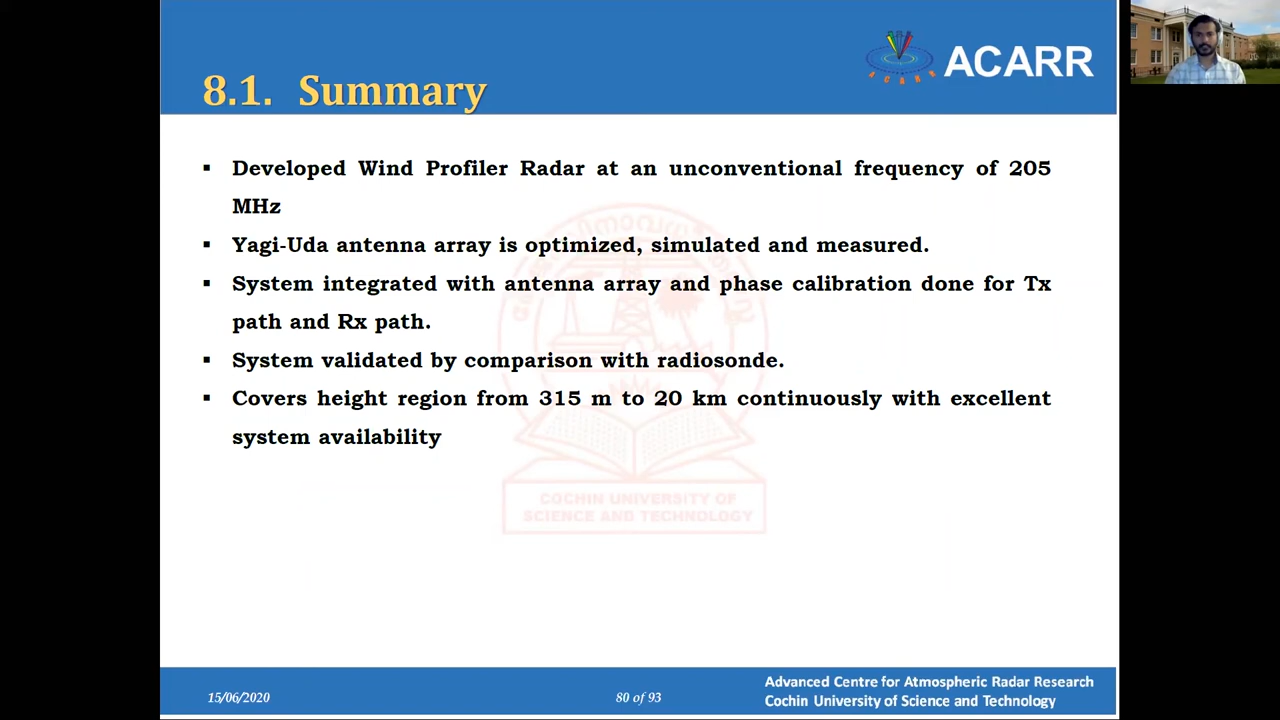 8.1. Summary
ACARR
ACARR
▪ Developed Wind Profiler Radar at an unconventional frequency of 205
MHz
▪ Yagi-Uda antenna array is optimized, simulated and measured.
▪ System integrated with antenna array and phase calibration done for Tx
path and Rx path.
▪ System validated by comparison with radiosonde.
▪ Covers height region from 315 m to 20 km continuously with excellent
system availability
COCHIN UNIVERSITY OF
SCIENCE AND TECHNOLOGY
15/06/2020
80 of 93
Advanced Centre for Atmospheric Radar Research
Cochin University of Science and Technology